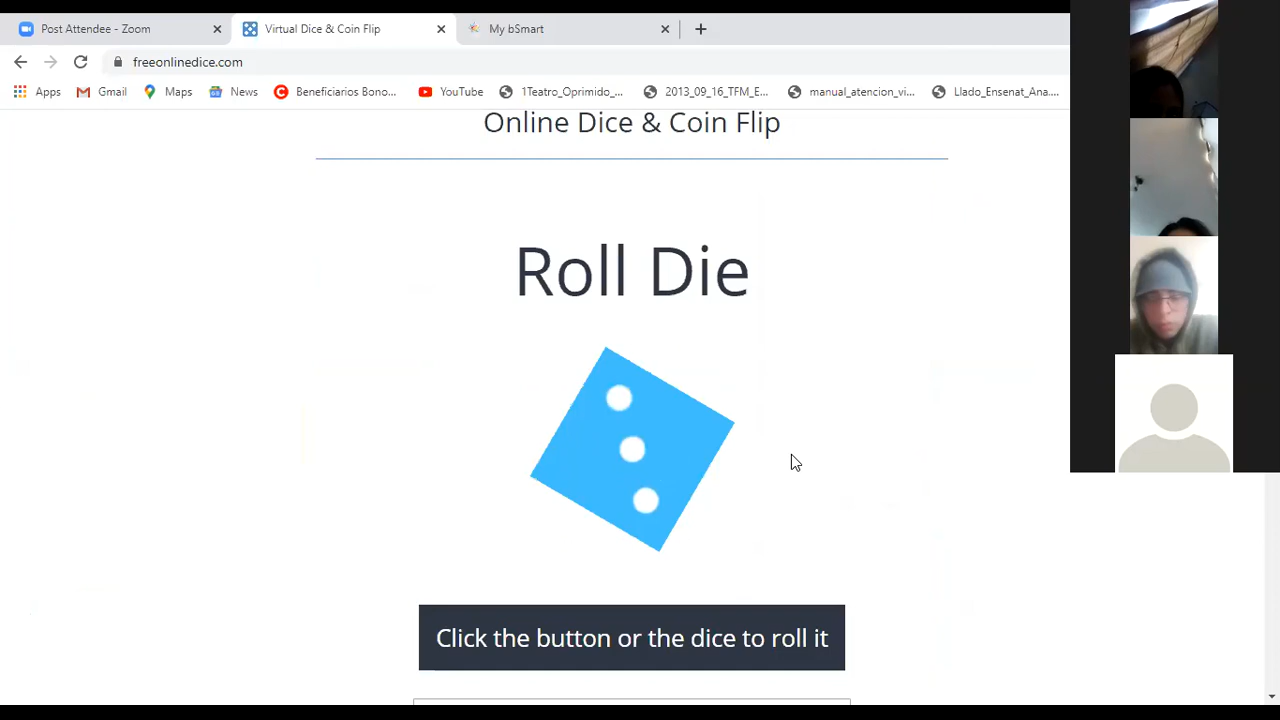 Post Attendee - Zoom
Virtual Dice & Coin Flip
My bSmart
freeonlinedice.com
Apps
Gmail
Maps
News
Beneficiarios Bono...
YouTube
1Teatro_Oprimido_...
2013_09_16_TFM_E...
manual_atencion_vi...
Llado_Ensenat_Ana....
Online Dice & Coin Flip
Roll Die
Click the button or the dice to roll it